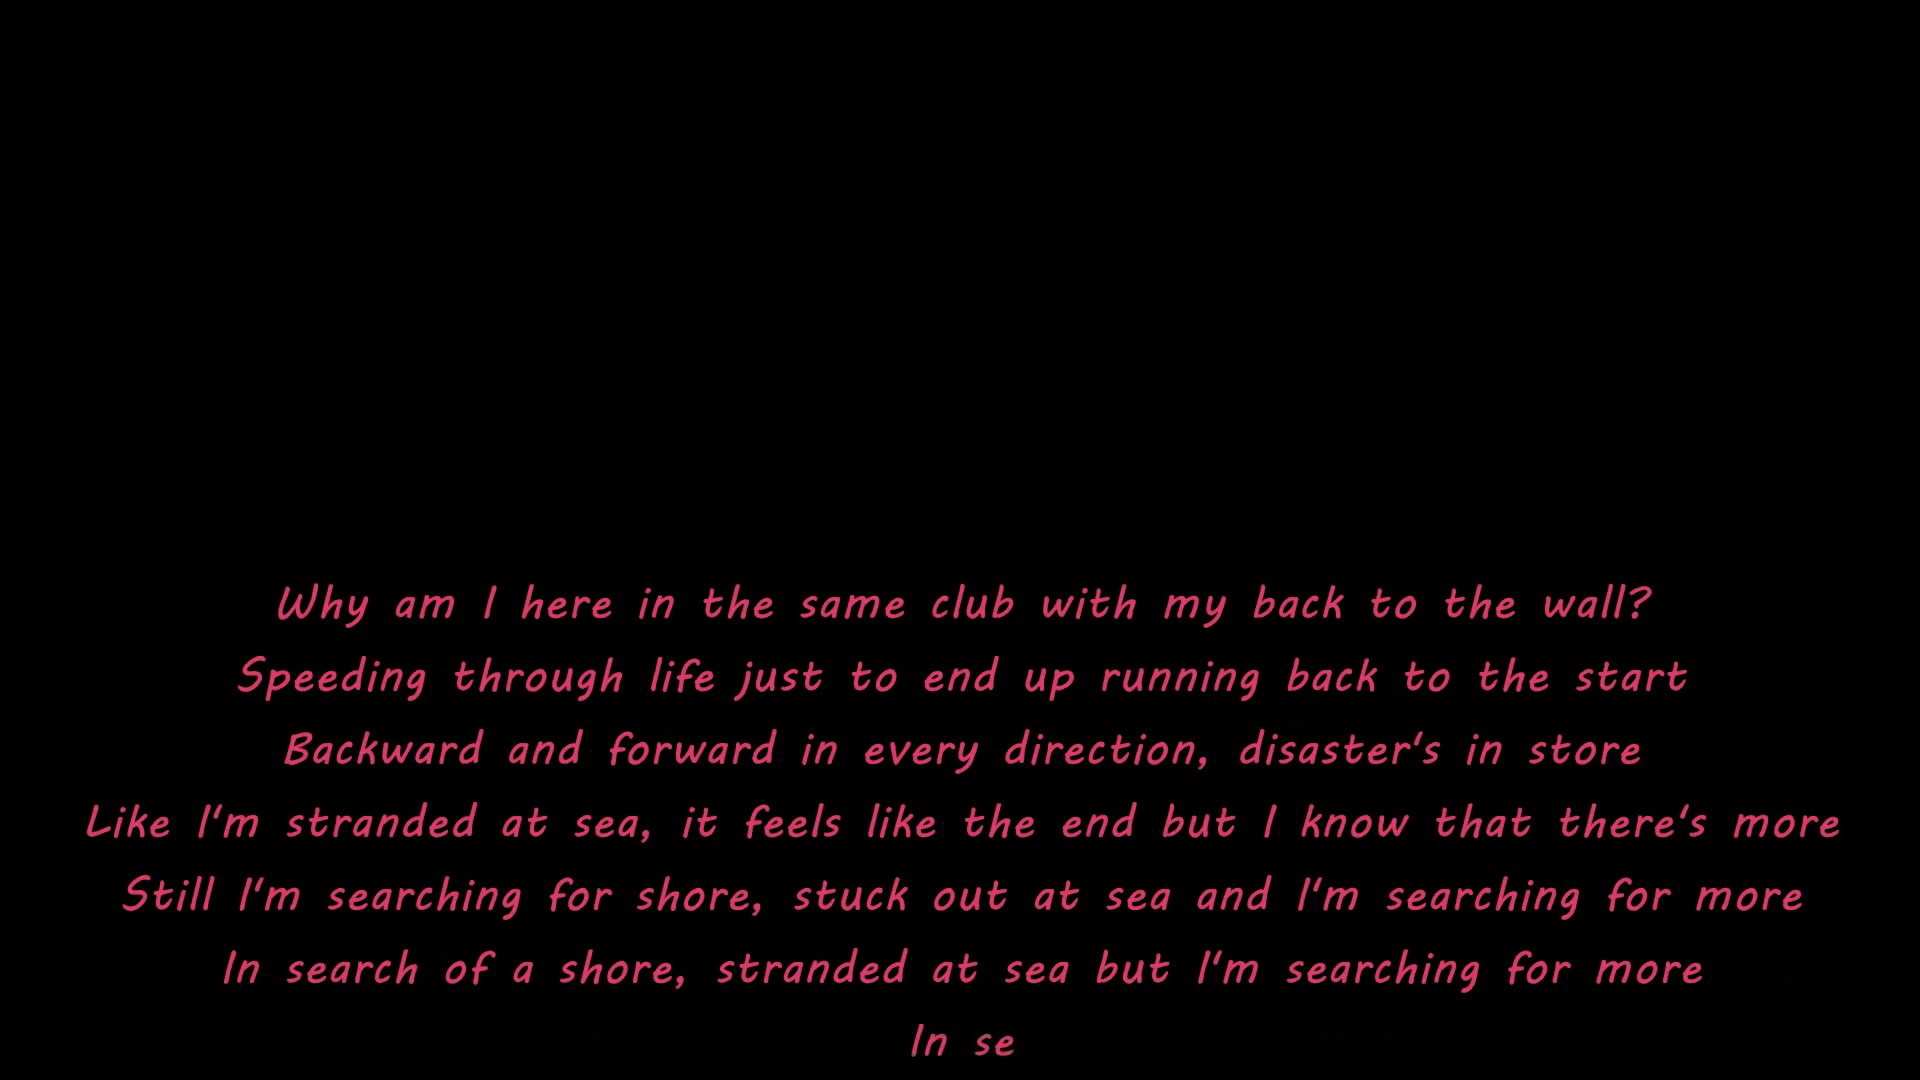 Why am I here in the same club with my back to the wall?
Speeding through life just to end up running back to the start
Backward and forward in every direction, disaster's in store
Like I'm stranded at sea, it feels like the end but I know that there's more
Still I'm searching for shore, stuck out at sea and I'm searching for more
In search of a shore, stranded at sea but I'm searching for more
In se